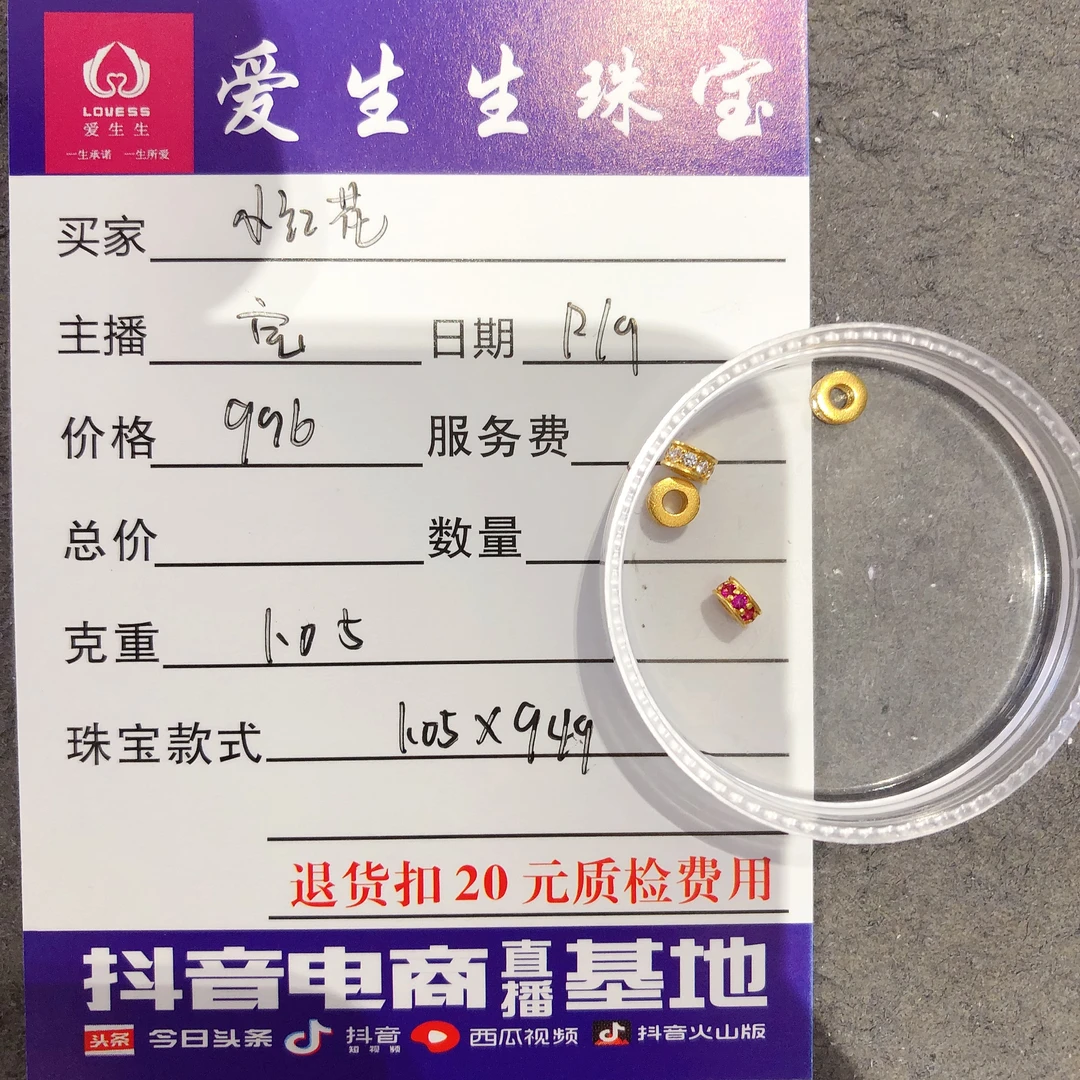 LOVESS
爱生生
一生承诺 一生所爱
爱生生珠宝
买家 小红花
主播 亮 日期 12/9
价格 996 服务费
总价 数量
克重 1.05
珠宝款式 1.05×949
退货扣20元质检费用
抖音电商直播基地
头条 今日头条 抖音短视频 西瓜视频 抖音火山版